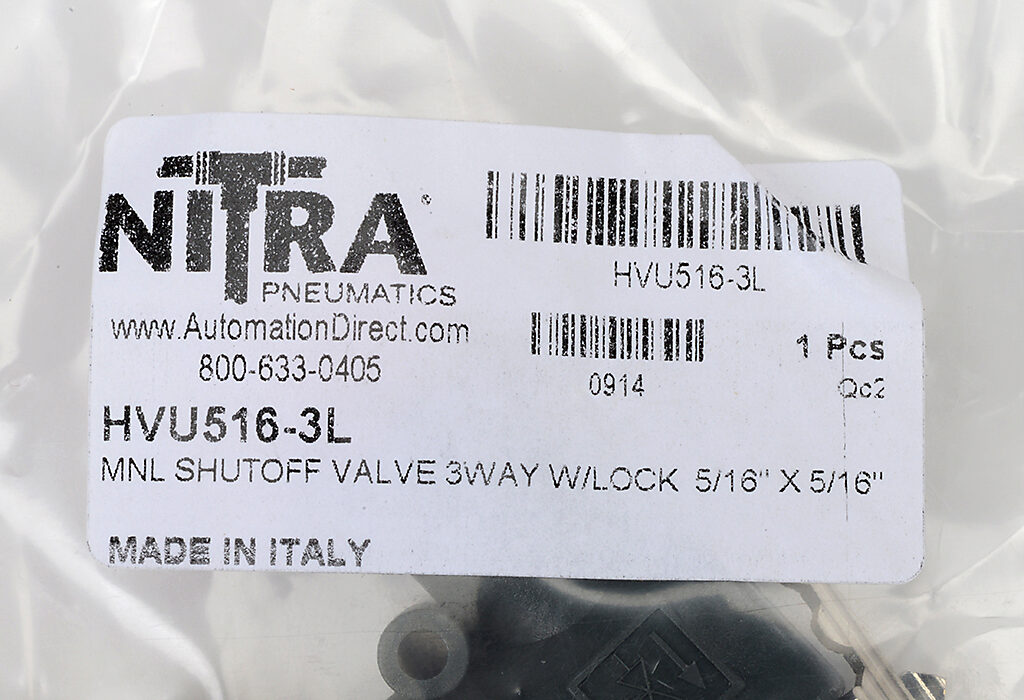 NITRA®
PNEUMATICS
www.AutomationDirect.com
800-633-0405
HVU516-3L
0914
1 Pcs
Qc2
HVU516-3L
MNL SHUTOFF VALVE 3WAY W/LOCK 5/16" X 5/16"
MADE IN ITALY